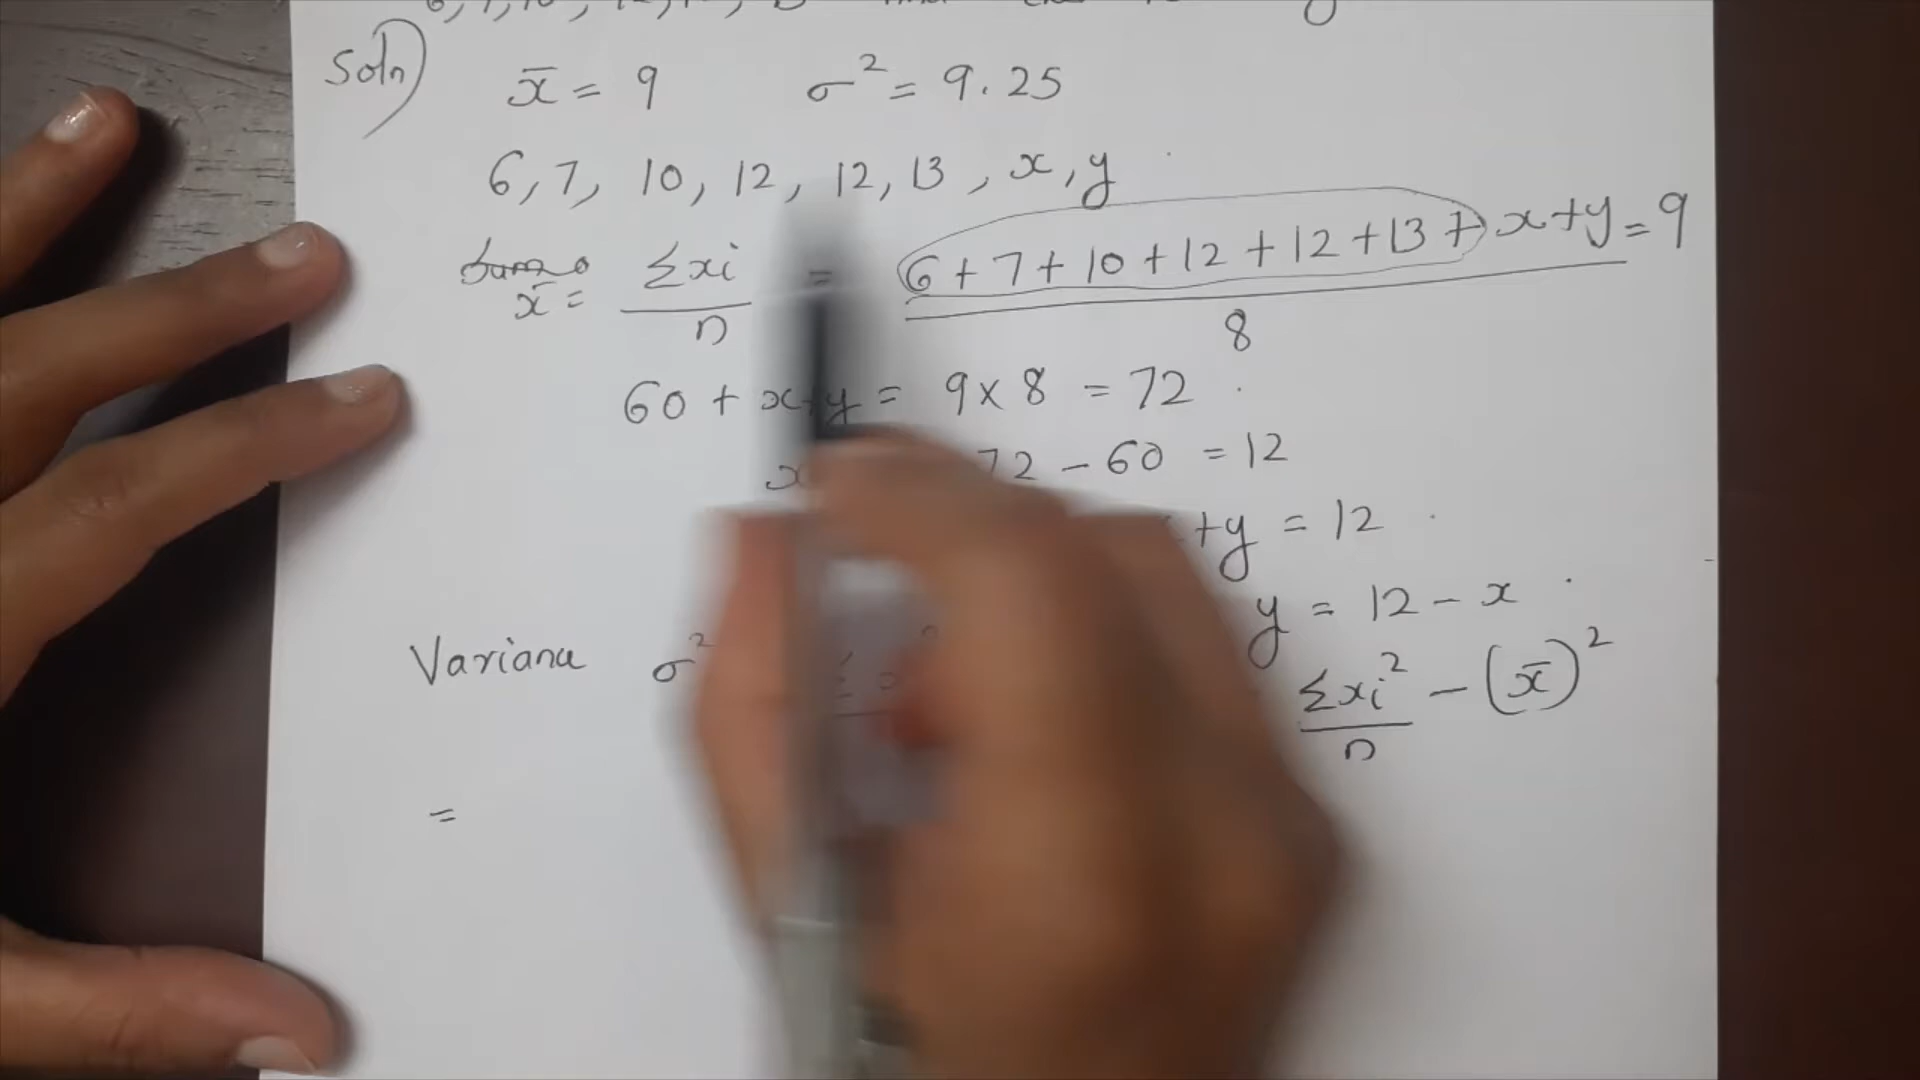 Soln)
x̄ = 9 σ² = 9.25
6, 7, 10, 12, 12, 13, x, y
x̄ = Σxi / n = 6 + 7 + 10 + 12 + 12 + 13 + x + y / 8 = 9
60 + x + y = 9 × 8 = 72
x 72 - 60 = 12
+y = 12
y = 12 - x
Variance σ² Σxi² / n - (x̄)²
=